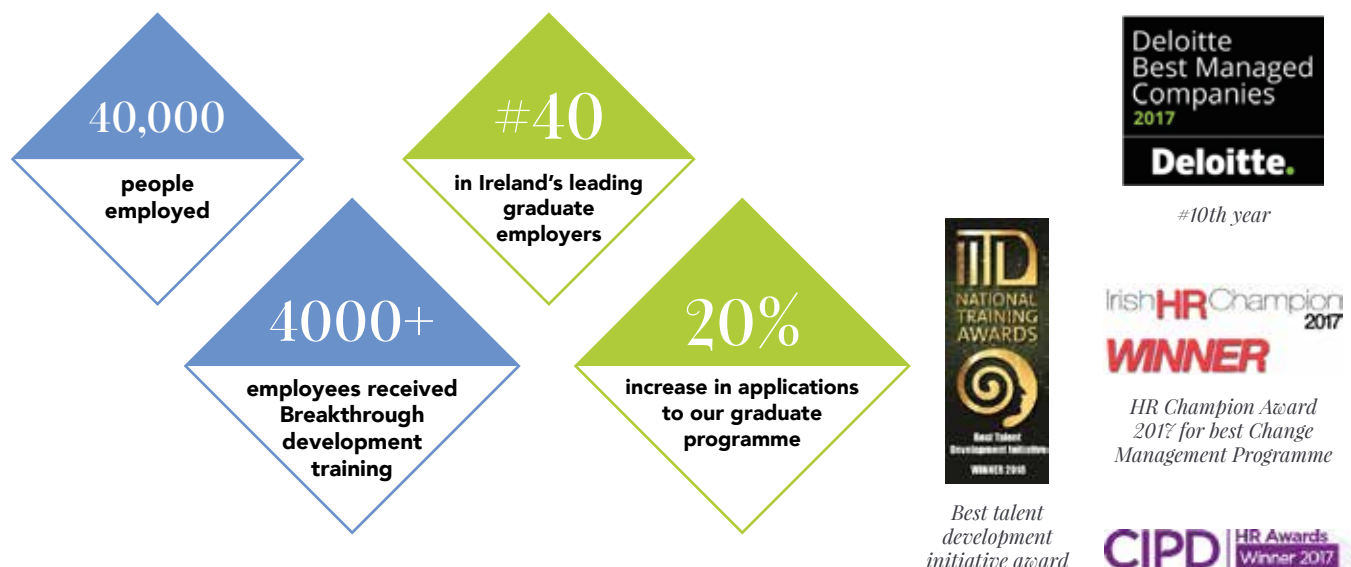 40,000
people
employed
4000+
employees received
Breakthrough
development
training
#40
in Ireland's leading
graduate
employers
20%
increase in applications
to our graduate
programme
IITD
NATIONAL
TRAINING
AWARDS
Best Talent
Development Initiative
WINNER 2018
Best talent
development
initiative award
Deloitte
Best Managed
Companies
2017
Deloitte.
#10th year
Irish HR Champion
2017
WINNER
HR Champion Award
2017 for best Change
Management Programme
CIPD
HR Awards
Winner 2017